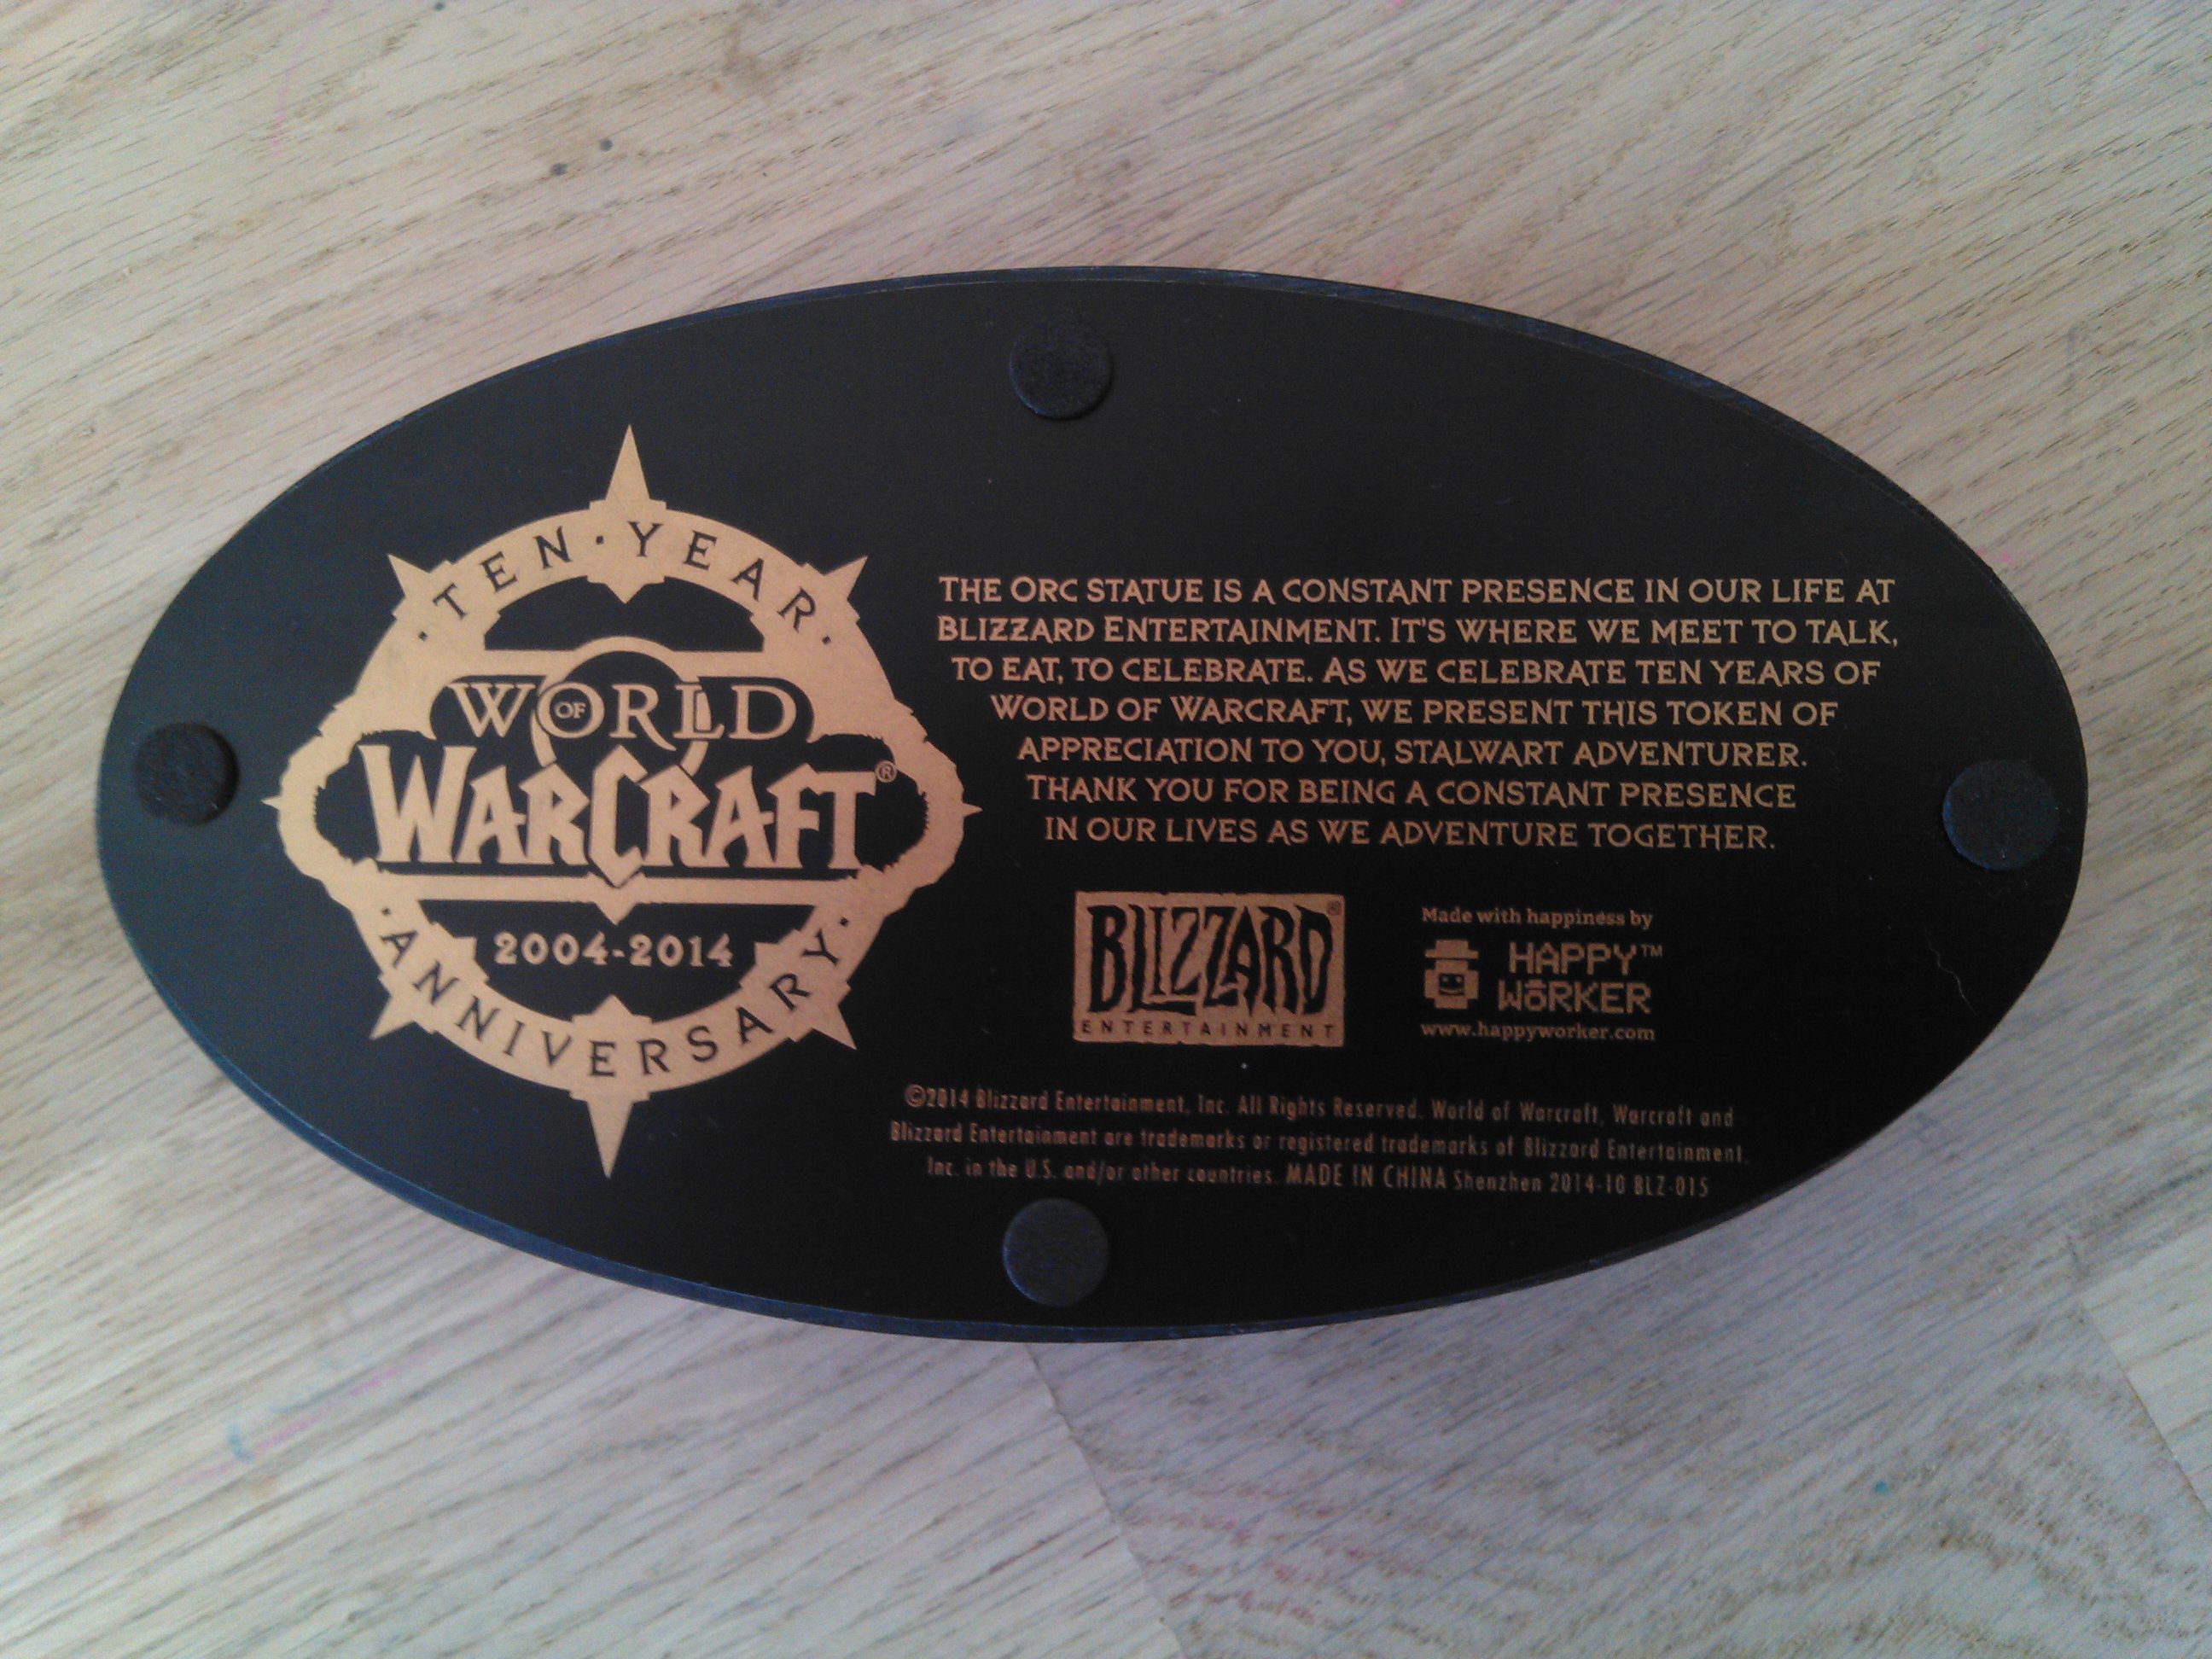 · TEN · YEAR ·
WORLD
OF
WARCRAFT®
2004-2014
· ANNIVERSARY ·
THE ORC STATUE IS A CONSTANT PRESENCE IN OUR LIFE AT
BLIZZARD ENTERTAINMENT. IT'S WHERE WE MEET TO TALK,
TO EAT, TO CELEBRATE. AS WE CELEBRATE TEN YEARS OF
WORLD OF WARCRAFT, WE PRESENT THIS TOKEN OF
APPRECIATION TO YOU, STALWART ADVENTURER.
THANK YOU FOR BEING A CONSTANT PRESENCE
IN OUR LIVES AS WE ADVENTURE TOGETHER.
BLIZZARD®
ENTERTAINMENT
Made with happiness by
HAPPY™
WORKER
www.happyworker.com
©2014 Blizzard Entertainment, Inc. All Rights Reserved. World of Warcraft, Warcraft and
Blizzard Entertainment are trademarks or registered trademarks of Blizzard Entertainment,
Inc. in the U.S. and/or other countries. MADE IN CHINA Shenzhen 2014-10 BLZ-015